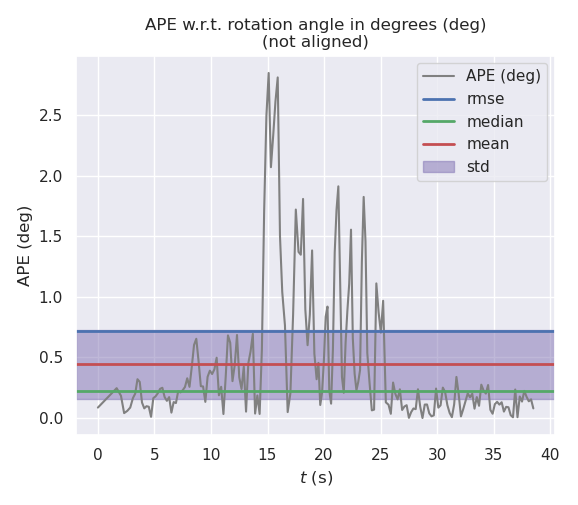 APE w.r.t. rotation angle in degrees (deg)
(not aligned)
APE (deg)
rmse
median
mean
std
2.5
2.0
1.5
1.0
0.5
0.0
APE (deg)
0 5 10 15 20 25 30 35 40
t (s)